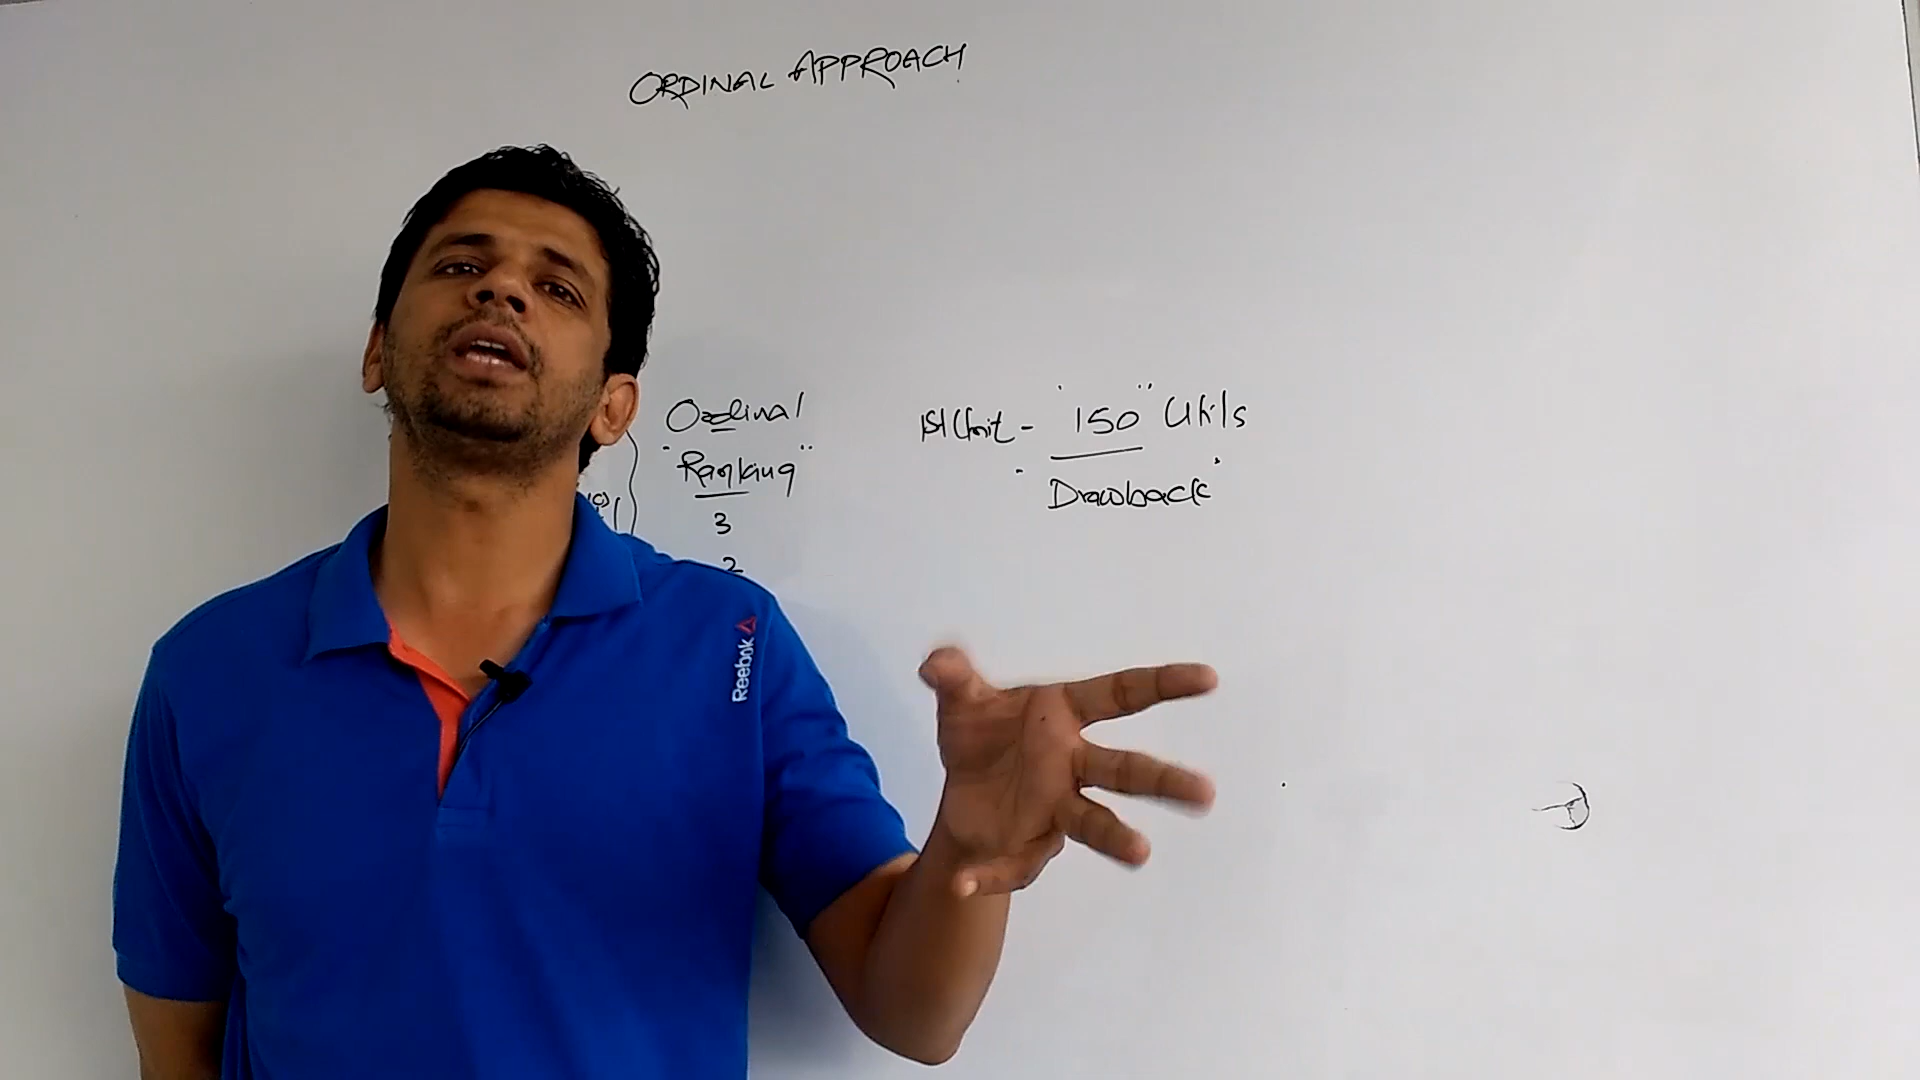 ORDINAL APPROACH
Ordinal
"Ranking"
3
2
1st Unit - "150" Utils
"Drawback"
Reebok